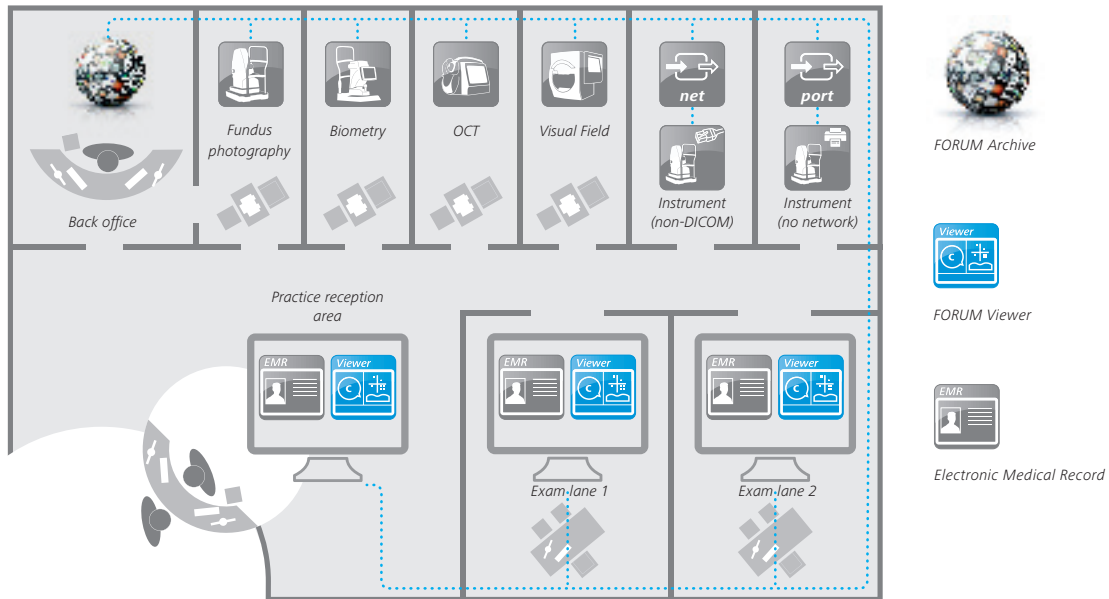 net
port
Fundus
photography
Biometry
OCT
Visual Field
Instrument
(non-DICOM)
Instrument
(no network)
Back office
FORUM Archive
Viewer
C
FORUM Viewer
Practice reception
area
EMR
Viewer
C
EMR
Viewer
C
EMR
Viewer
C
Exam lane 1
Exam lane 2
EMR
Electronic Medical Record